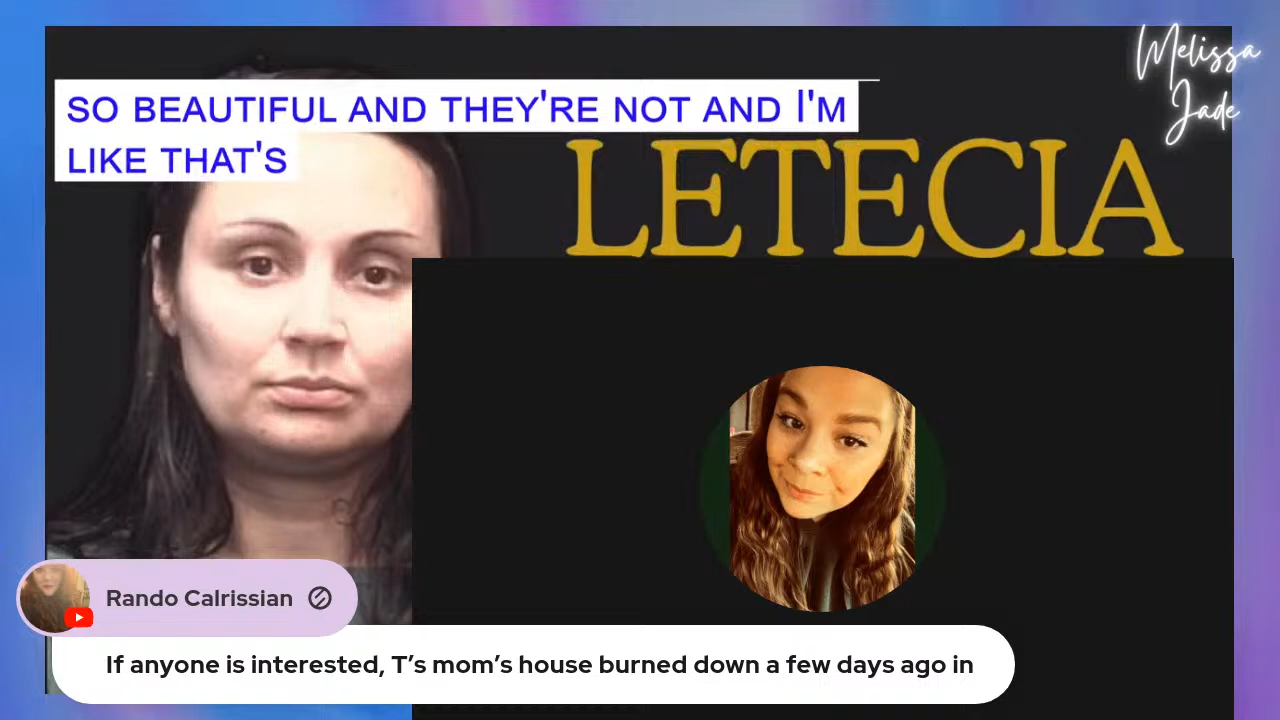 Melissa
Jade
SO BEAUTIFUL AND THEY'RE NOT AND I'M
LIKE THAT'S
LETECIA
Rando Calrissian
If anyone is interested, T’s mom’s house burned down a few days ago in